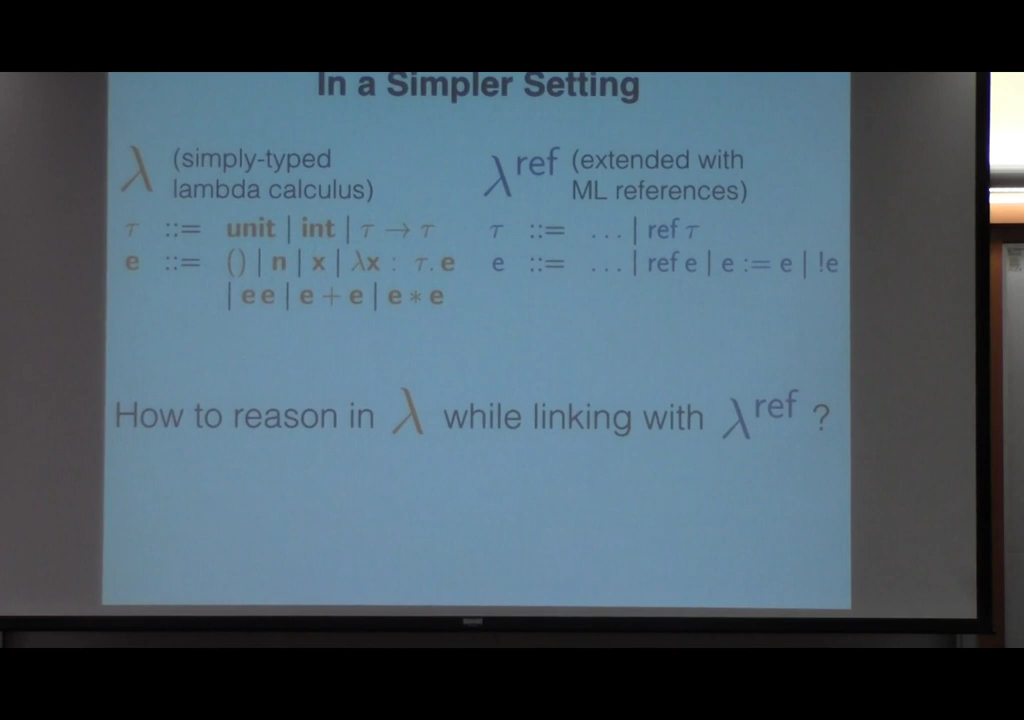 In a Simpler Setting
λ (simply-typed lambda calculus)
τ ::= unit | int | τ → τ
e ::= () | n | x | λx : τ. e
| e e | e + e | e * e
λ^ref (extended with ML references)
τ ::= ... | ref τ
e ::= ... | ref e | e := e | !e
How to reason in λ while linking with λ^ref ?